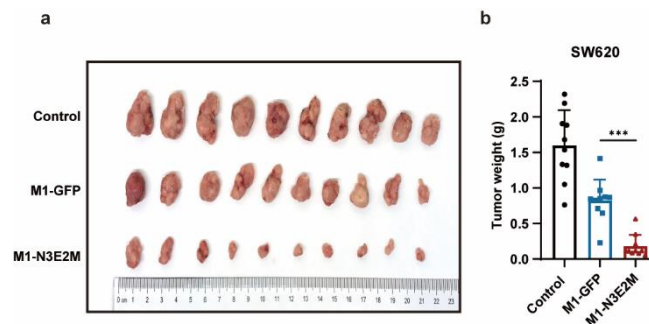 a
Control
M1-GFP
M1-N3E2M
0 cm 1 2 3 4 5 6 7 8 9 10 11 12 13 14 15 16 17 18 19 20 21 22 23
b
SW620
Tumor weight (g)
2.5
2.0
1.5
1.0
0.5
0.0
***
Control
M1-GFP
M1-N3E2M